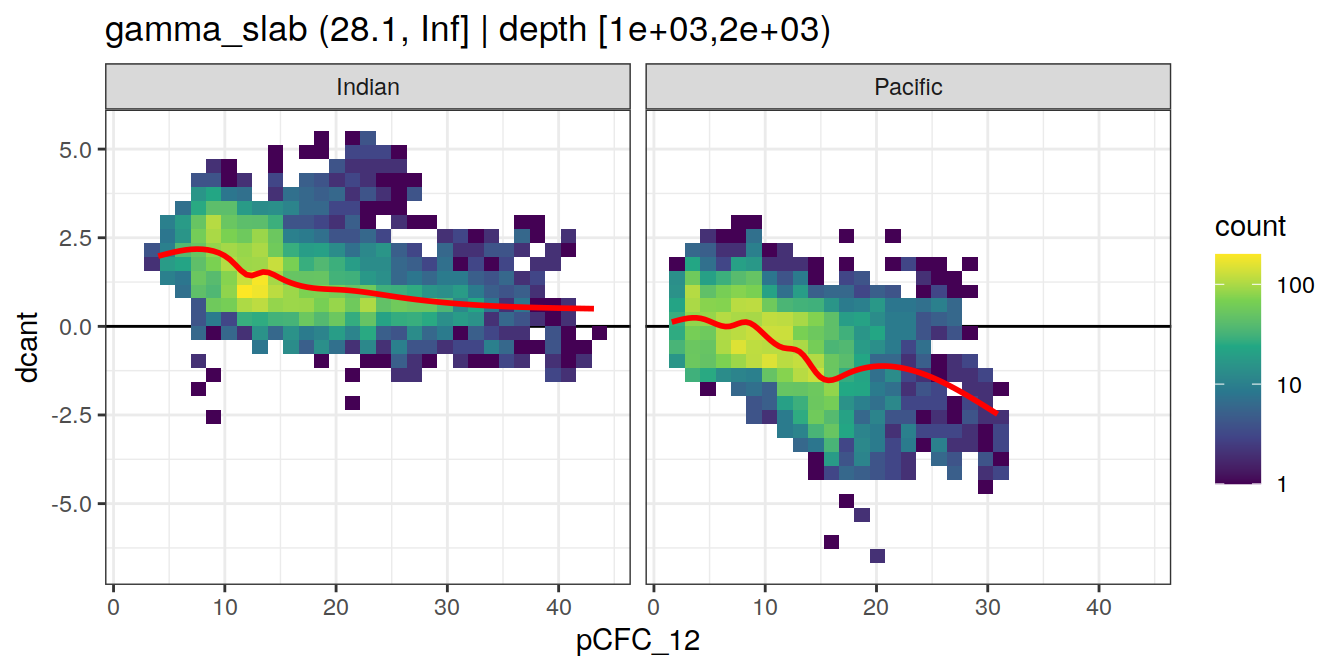 gamma_slab (28.1, Inf] | depth [1e+03,2e+03)
Indian
Pacific
dcant
5.0
2.5
0.0
-2.5
-5.0
0 10 20 30 40
0 10 20 30 40
pCFC_12
count
100
10
1